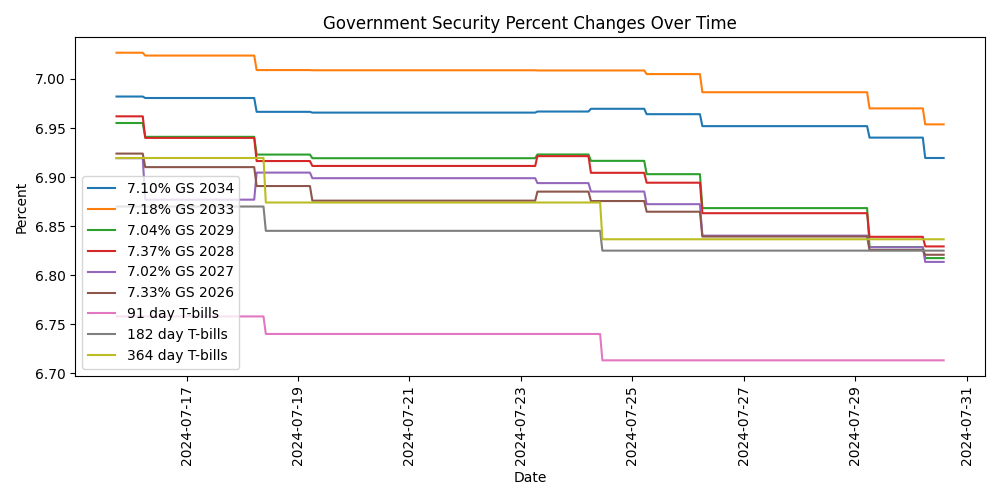 Government Security Percent Changes Over Time
Percent
7.00
6.95
6.90
6.85
6.80
6.75
6.70
7.10% GS 2034
7.18% GS 2033
7.04% GS 2029
7.37% GS 2028
7.02% GS 2027
7.33% GS 2026
91 day T-bills
182 day T-bills
364 day T-bills
2024-07-17
2024-07-19
2024-07-21
2024-07-23
2024-07-25
2024-07-27
2024-07-29
2024-07-31
Date